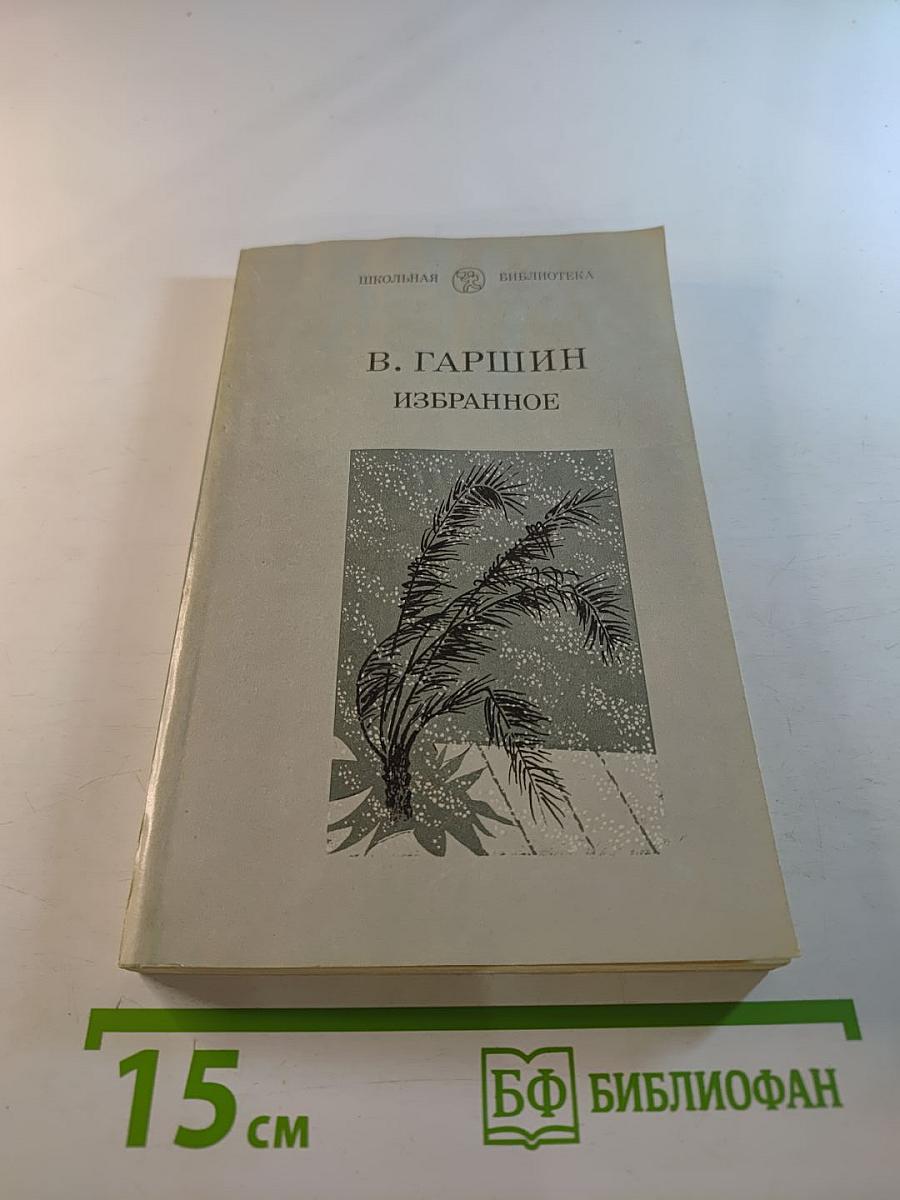 ШКОЛЬНАЯ БИБЛИОТЕКА
В. ГАРШИН
ИЗБРАННОЕ
15 см
БФ БИБЛИОФАН